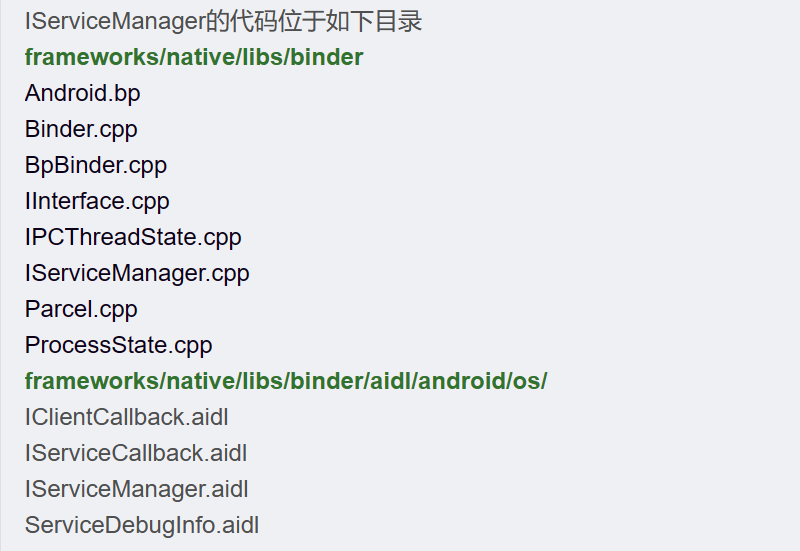 IServiceManager的代码位于如下目录
frameworks/native/libs/binder
Android.bp
Binder.cpp
BpBinder.cpp
IInterface.cpp
IPCThreadState.cpp
IServiceManager.cpp
Parcel.cpp
ProcessState.cpp
frameworks/native/libs/binder/aidl/android/os/
IClientCallback.aidl
IServiceCallback.aidl
IServiceManager.aidl
ServiceDebugInfo.aidl